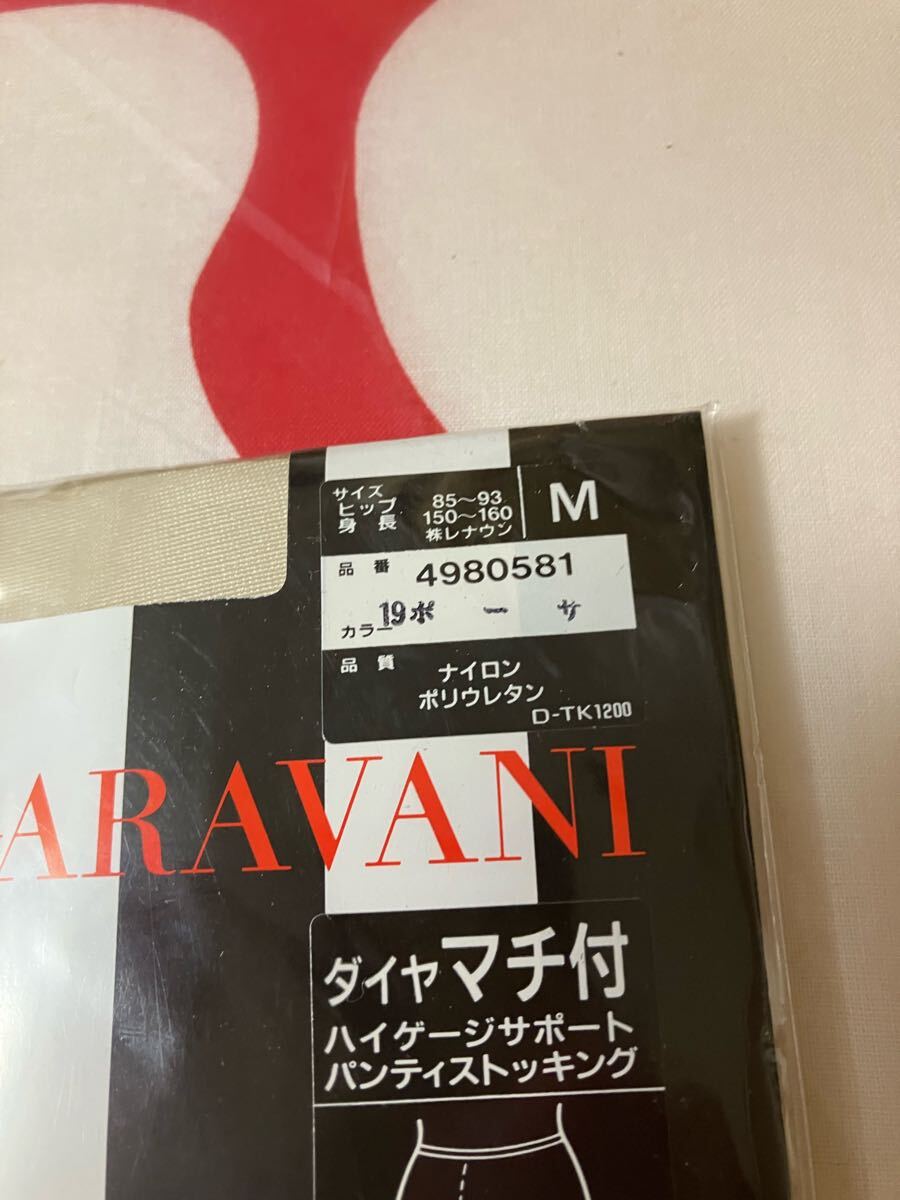 サイズ
ヒップ 85〜93
身長 150〜160
㈱レナウン
M
品番 4980581
カラー 19ポーサ
品質 ナイロン
ポリウレタン
D-TK1200
ARAVANI
ダイヤマチ付
ハイゲージサポート
パンティストッキング